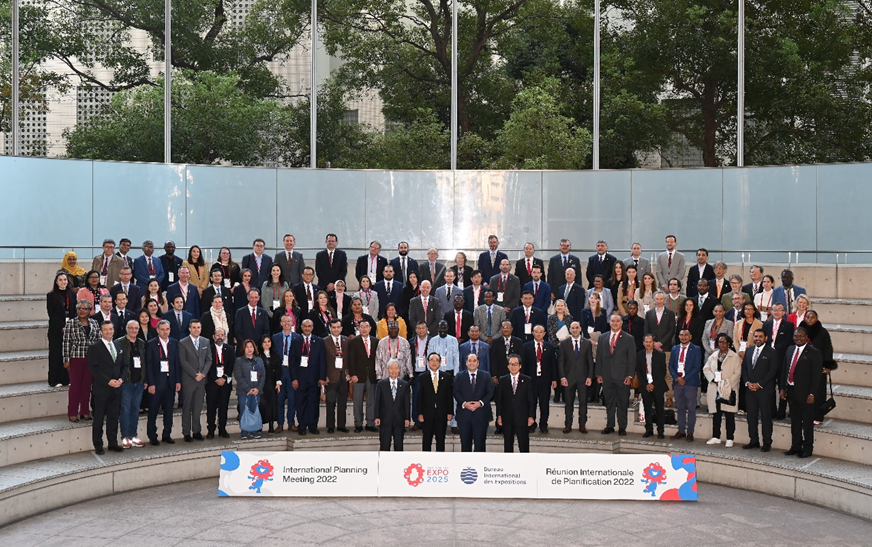 International Planning
Meeting 2022
EXPO
2025
Bureau
International
des Expositions
Réunion Internationale
de Planification 2022